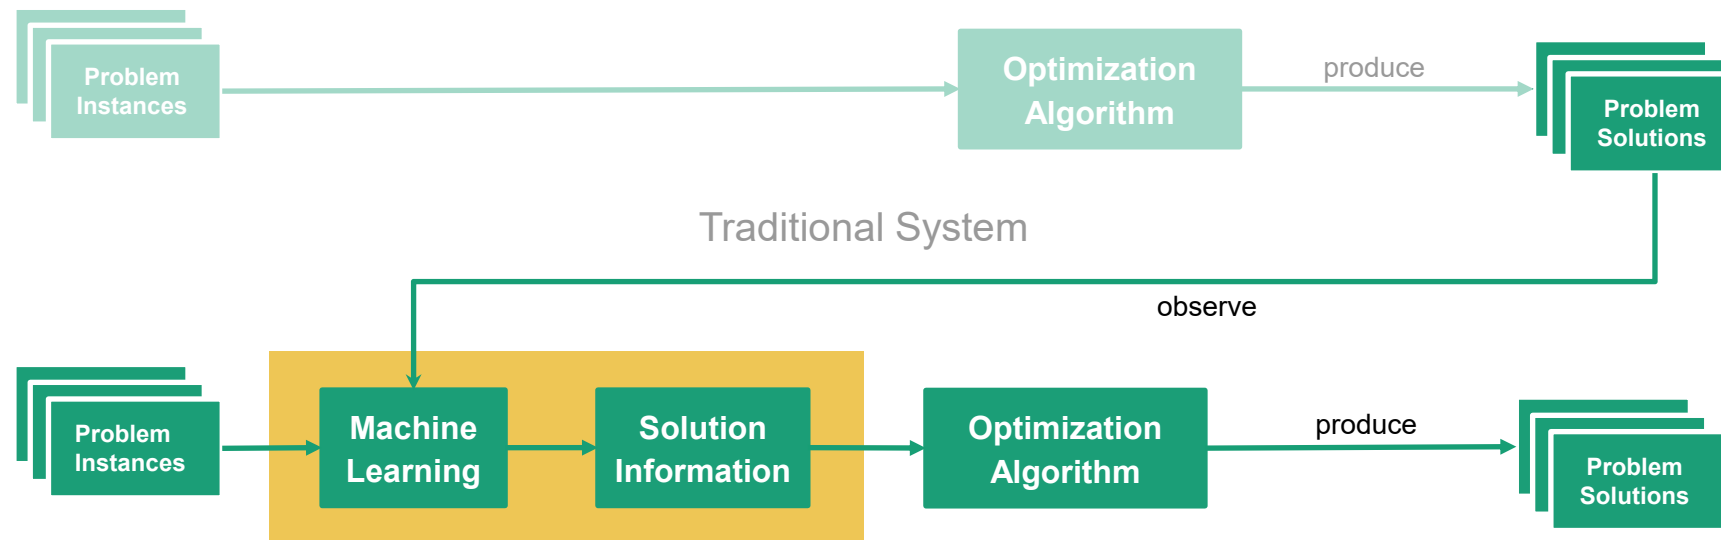 Problem
Instances
Optimization
Algorithm
produce
Problem
Solutions
Traditional System
observe
Problem
Instances
Machine
Learning
Solution
Information
Optimization
Algorithm
produce
Problem
Solutions